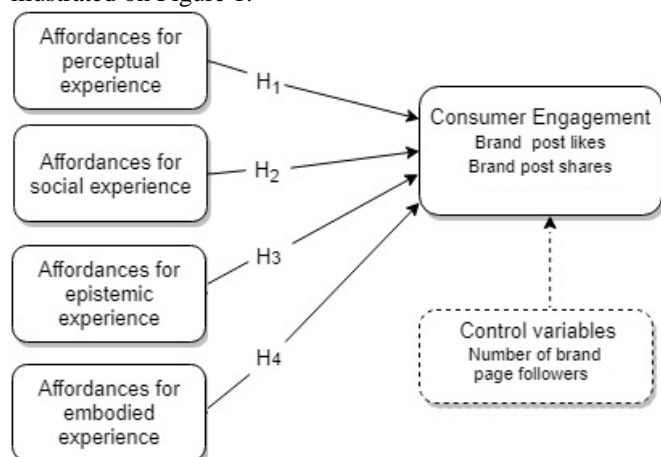 illustrated on Figure 1.
Affordances for
perceptual
experience
H1
Affordances for
social experience
H2
Affordances for
epistemic
experience
H3
Affordances for
embodied
experience
H4
Consumer Engagement
Brand post likes
Brand post shares
Control variables
Number of brand
page followers